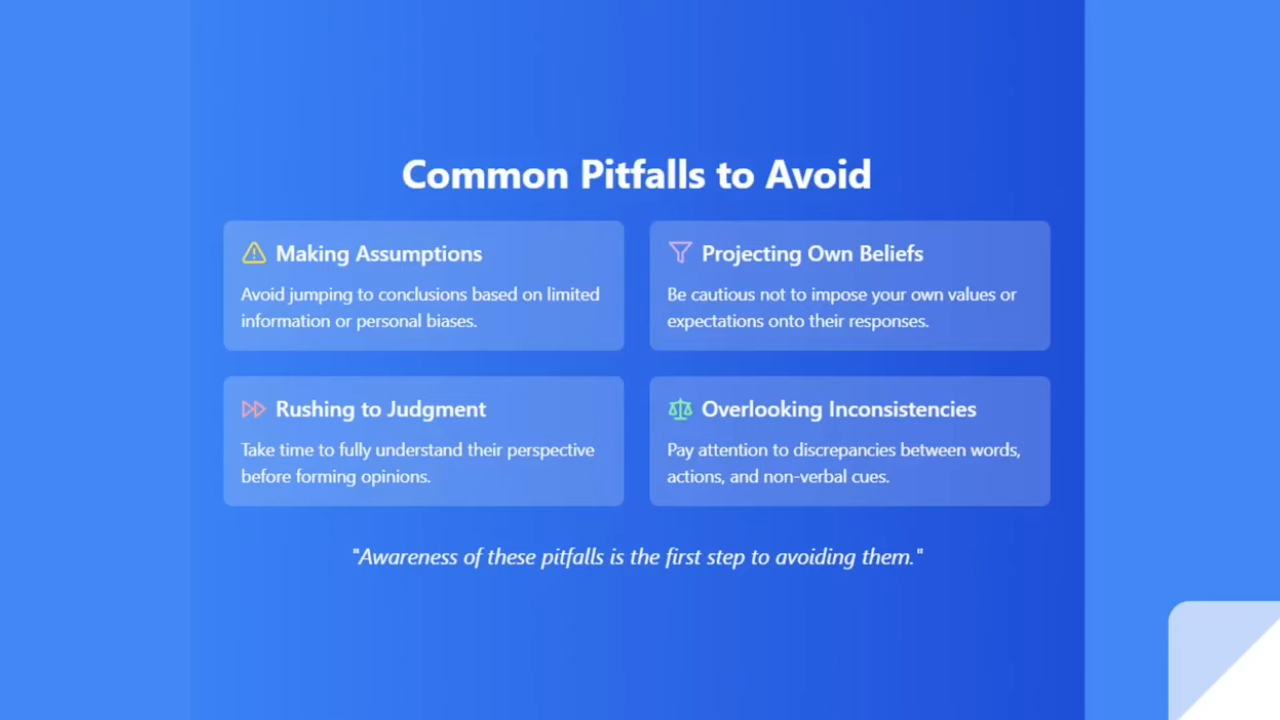 Common Pitfalls to Avoid
Making Assumptions
Avoid jumping to conclusions based on limited
information or personal biases.
Projecting Own Beliefs
Be cautious not to impose your own values or
expectations onto their responses.
Rushing to Judgment
Take time to fully understand their perspective
before forming opinions.
Overlooking Inconsistencies
Pay attention to discrepancies between words,
actions, and non-verbal cues.
"Awareness of these pitfalls is the first step to avoiding them."